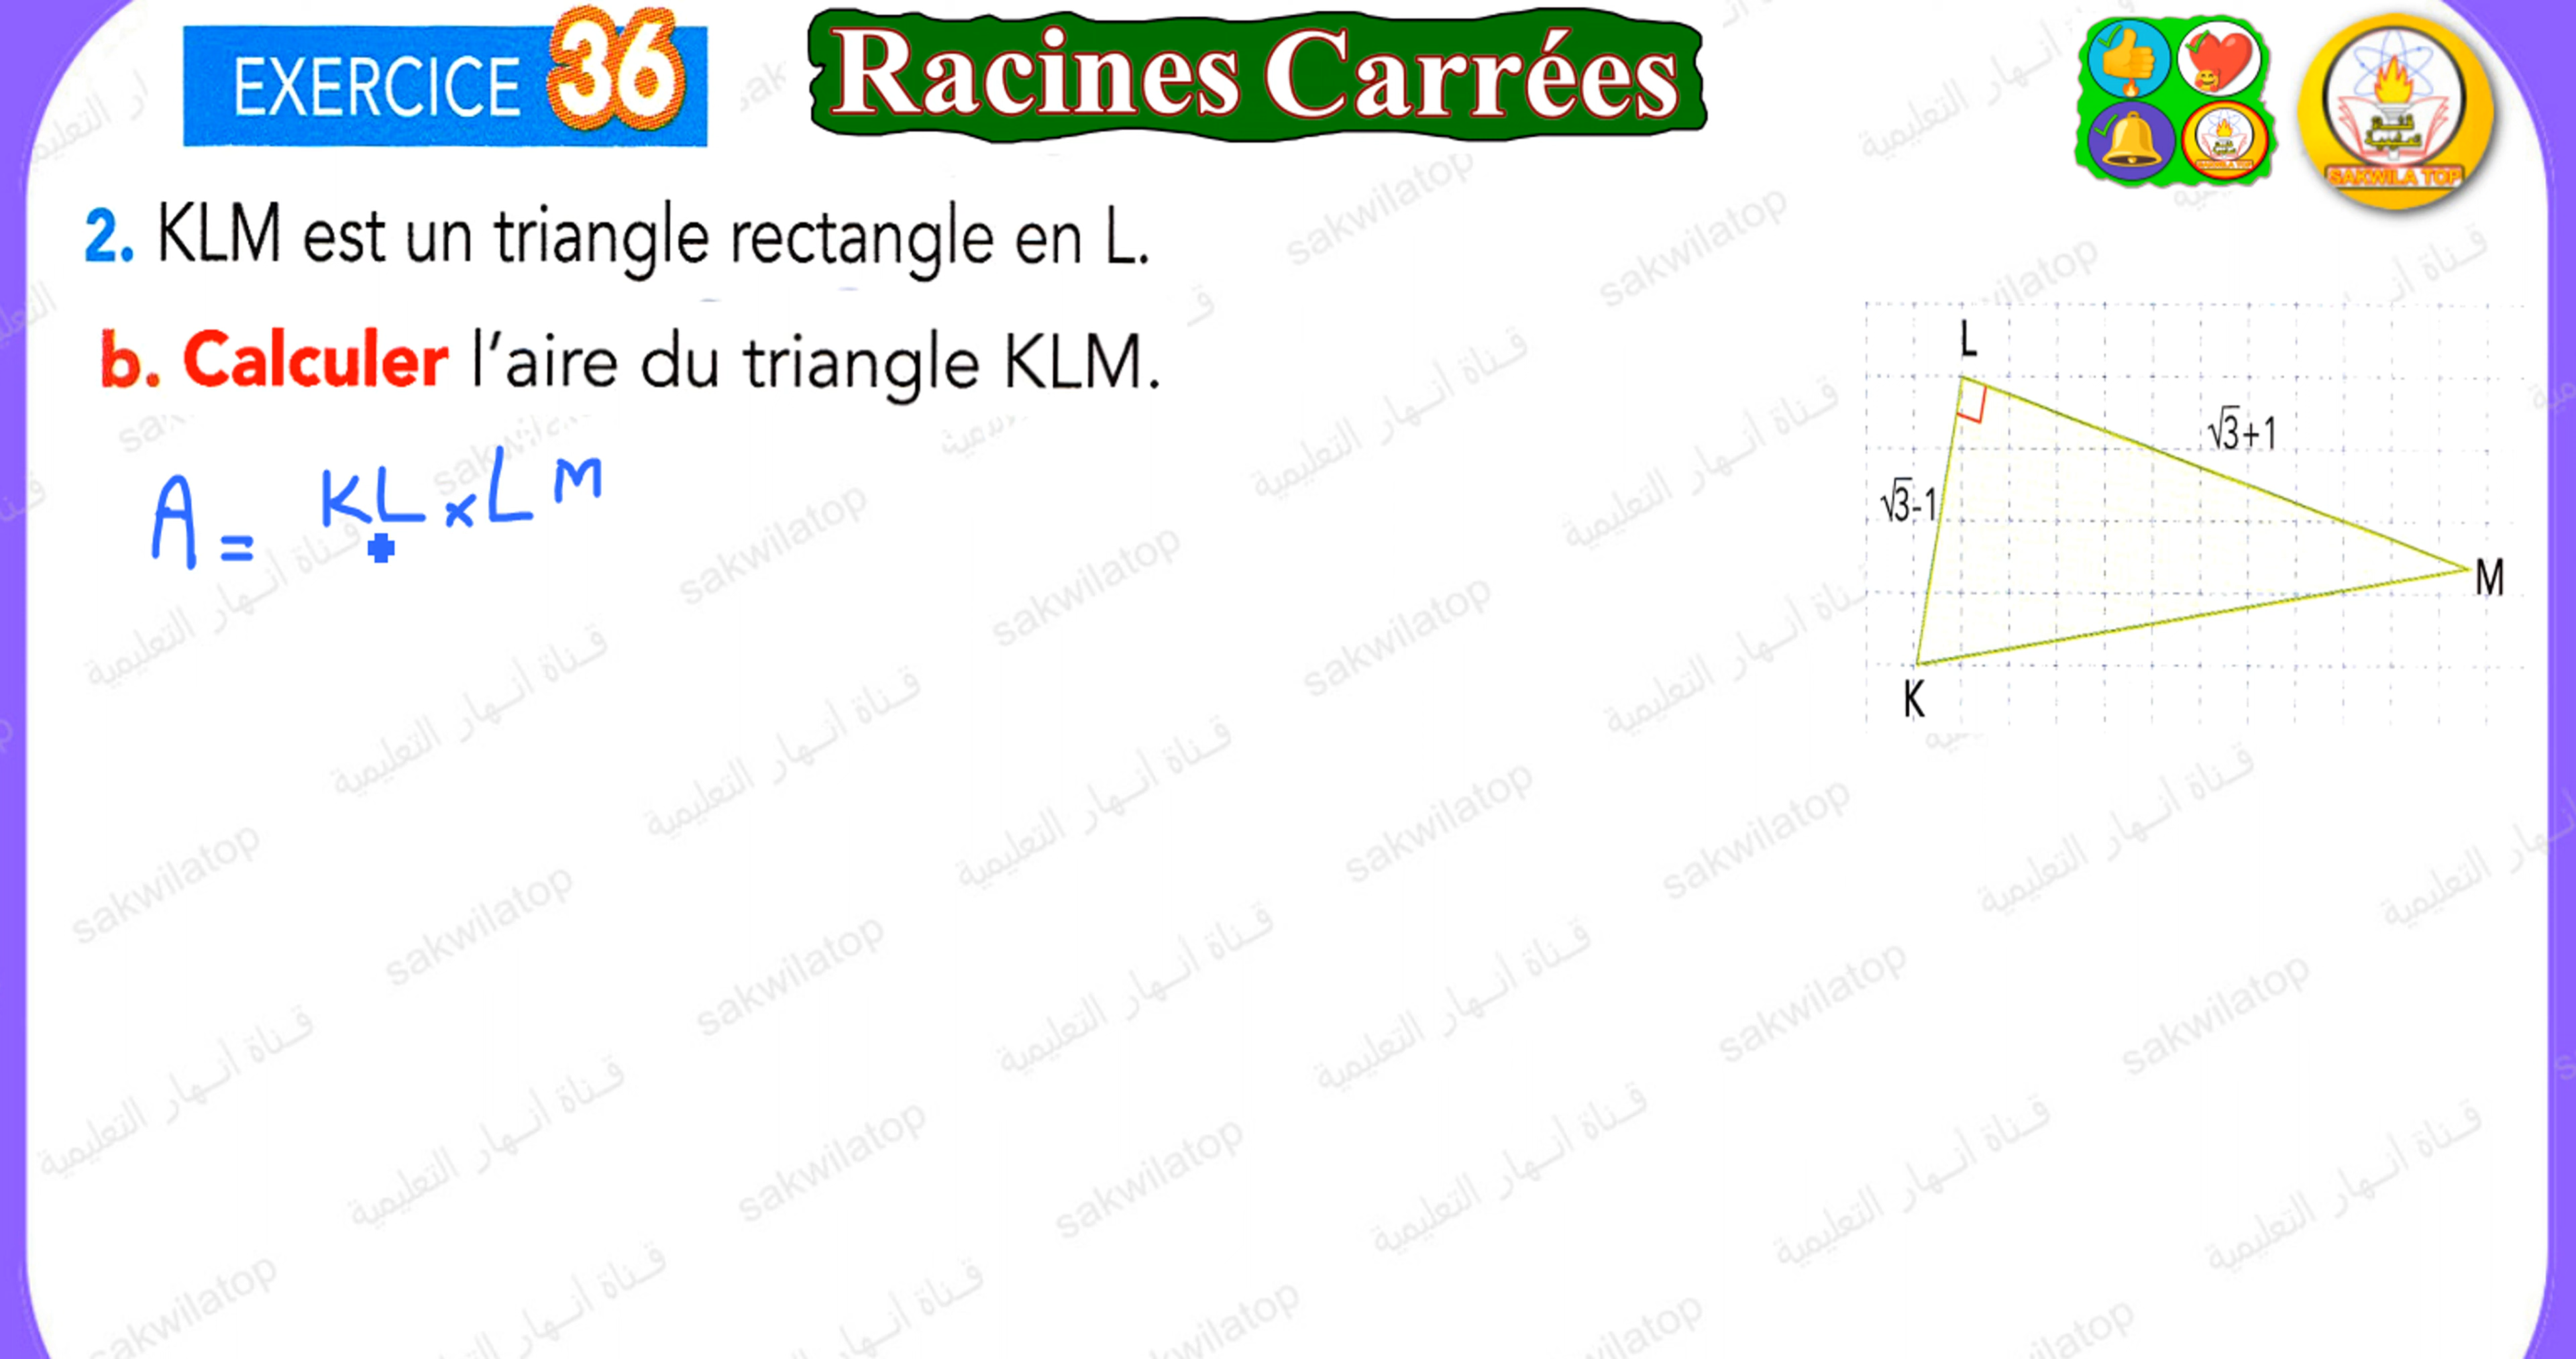 EXERCICE 36
Racines Carrées
SAKWILA TOP
2. KLM est un triangle rectangle en L.
b. Calculer l'aire du triangle KLM.
A = KL × LM
L
√3+1
√3-1
M
K
sakwilatop
قناة أنهار التعليمية